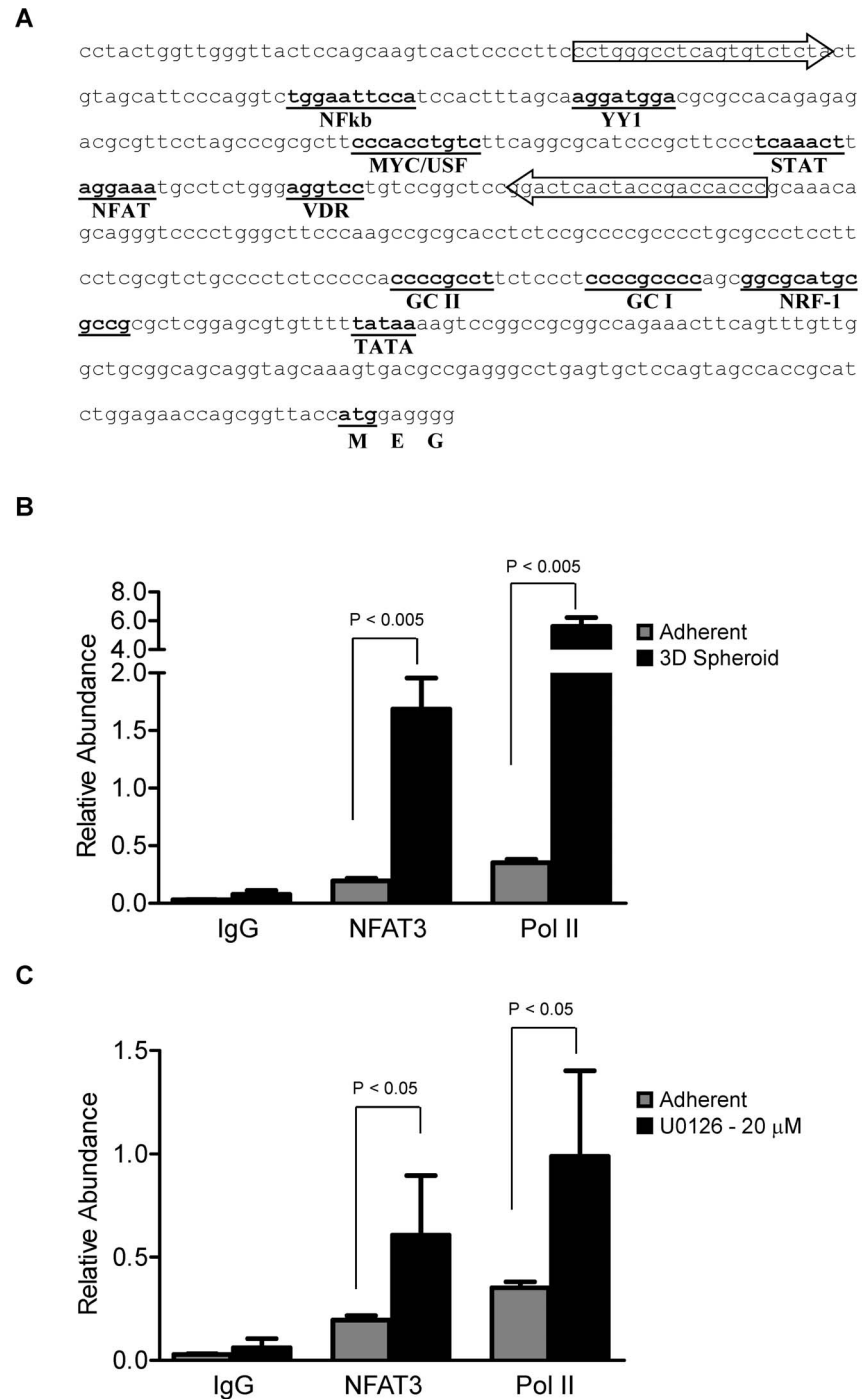 A
cctactggttgggttactccagcaagtcactccccttccctgggcctcagtgtctctact
gtagcattcccaggtctggaattccatccactttagcaaggatggacgcgccacagagag
NFkb YY1
acgcgttcctagcccgcgcttcccacctgtcttcaggcgcatcccgcttccctcaaactt
MYC/USF STAT
aggaaatgcctctgggaggtcctgtccggctccggactcactaccgaccacccgcaaaca
NFAT VDR
gcagggtcccctgggcttcccaagccgcgcacctctccgccccgcccctgcgccctcctt
cctcgcgtctgcccctctcccccaccccgccttctccctccccgccccagcggcgcatgc
GC II GC I NRF-1
gccgcgctcggagcgtgtttttataaaagtccggccgcggccagaaacttcagtttgttg
TATA
gctgcggcagcaggtagcaaagtgacgccgagggcctgagtgctccagtagccaccgcat
ctggagaaccagcggttaccatggagggg
M E G
B
P < 0.005
P < 0.005
8.0
6.0
4.0
2.0
1.5
1.0
0.5
0.0
Relative Abundance
Adherent
3D Spheroid
IgG NFAT3 Pol II
C
P < 0.05
P < 0.05
1.5
1.0
0.5
0.0
Relative Abundance
Adherent
U0126 - 20 μM
IgG NFAT3 Pol II